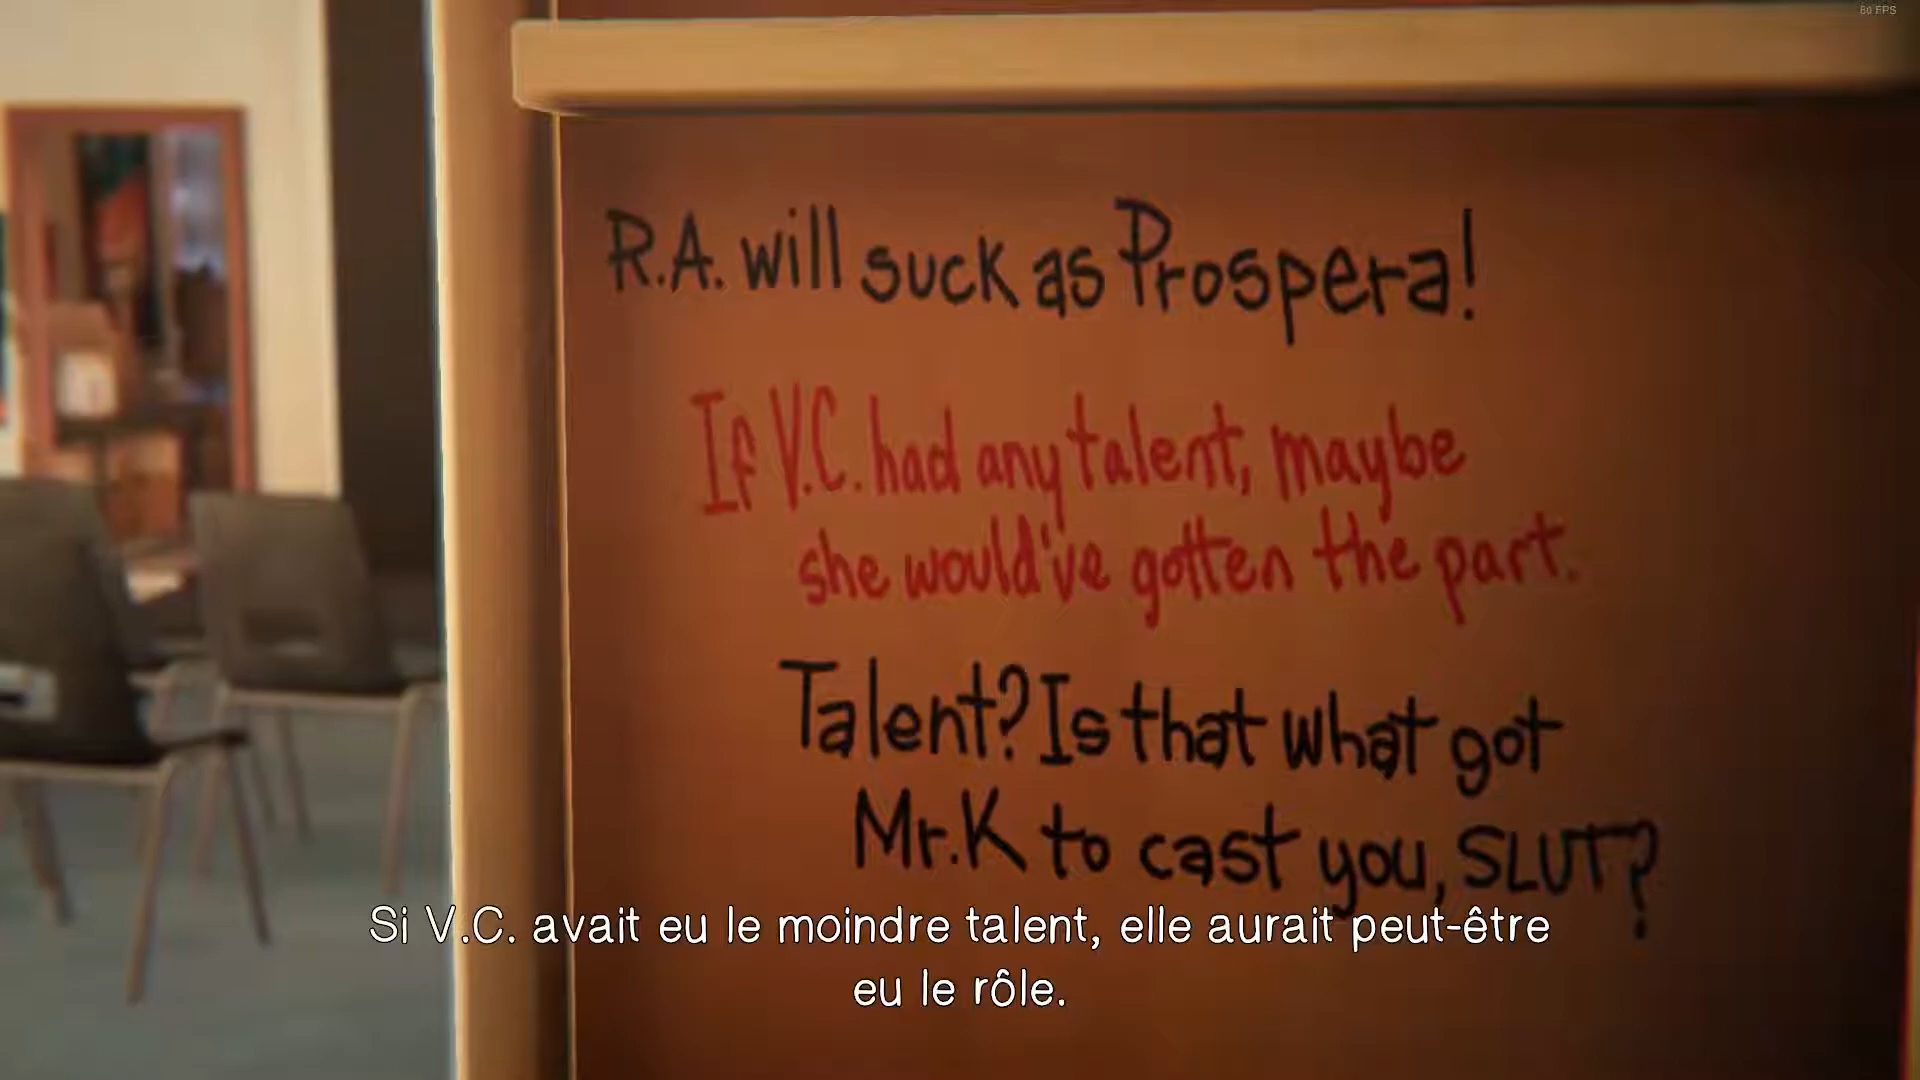 60 FPS
R.A. will suck as Prospera!
If V.C. had any talent, maybe
she would've gotten the part.
Talent? Is that what got
Mr.K to cast you, SLUT?
Si V.C. avait eu le moindre talent, elle aurait peut-être
eu le rôle.